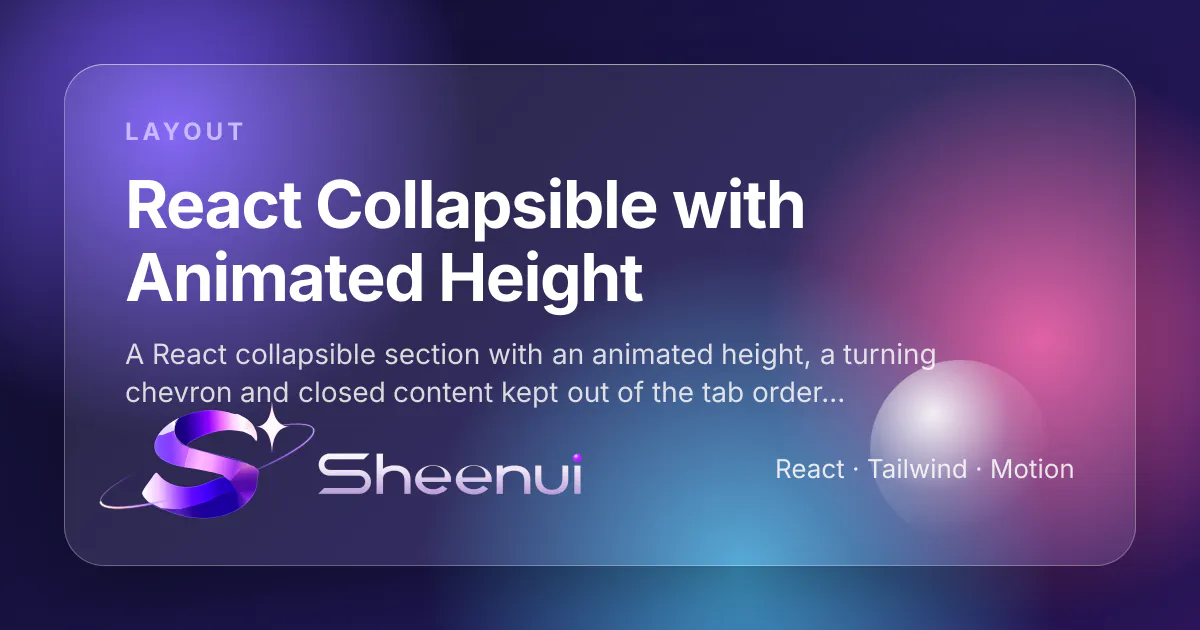 LAYOUT
React Collapsible with
Animated Height
A React collapsible section with an animated height, a turning
chevron and closed content kept out of the tab order...
Sheenui
React · Tailwind · Motion